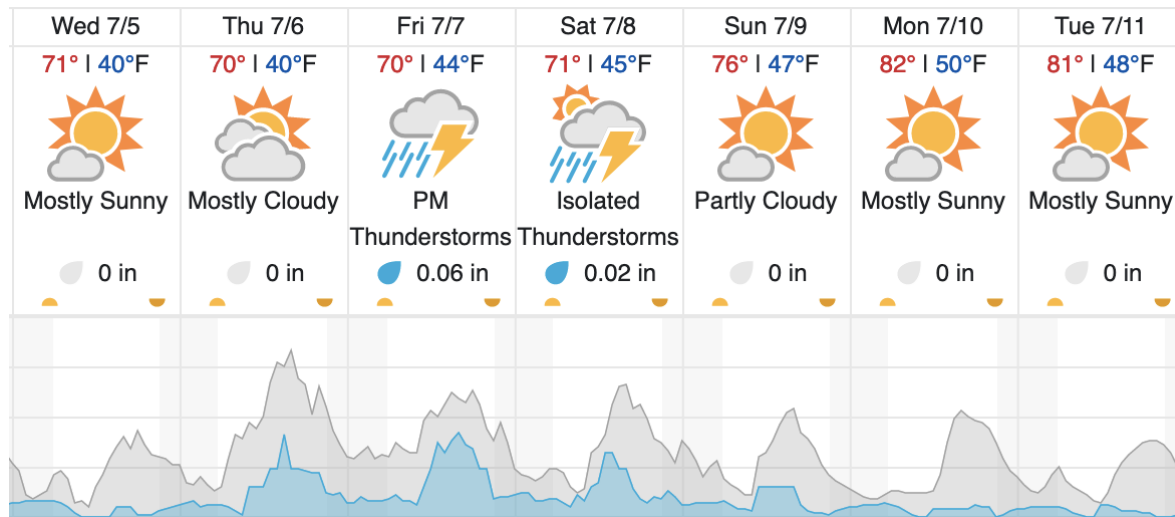 Wed 7/5 Thu 7/6 Fri 7/7 Sat 7/8 Sun 7/9 Mon 7/10 Tue 7/11
71° | 40°F 70° | 40°F 70° | 44°F 71° | 45°F 76° | 47°F 82° | 50°F 81° | 48°F
Mostly Sunny Mostly Cloudy PM Isolated Partly Cloudy Mostly Sunny Mostly Sunny
Thunderstorms Thunderstorms
0 in 0 in 0.06 in 0.02 in 0 in 0 in 0 in